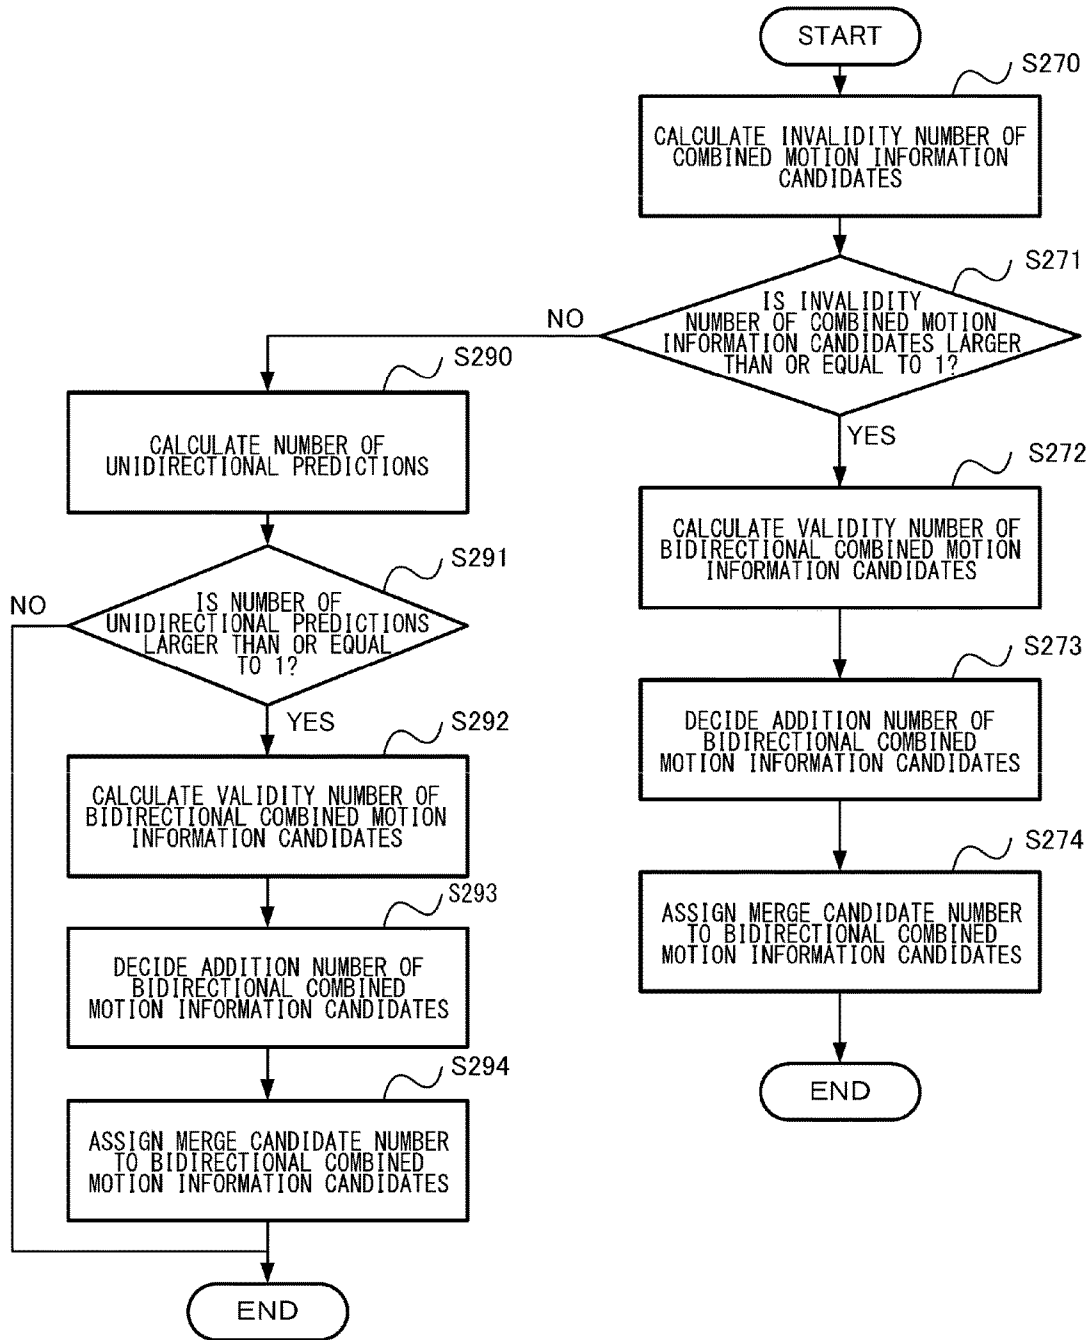 START
S270
CALCULATE INVALIDITY NUMBER OF
COMBINED MOTION INFORMATION
CANDIDATES
S271
IS INVALIDITY
NUMBER OF COMBINED MOTION
INFORMATION CANDIDATES LARGER
THAN OR EQUAL TO 1?
NO
YES
S290
CALCULATE NUMBER OF
UNIDIRECTIONAL PREDICTIONS
S291
IS NUMBER OF
UNIDIRECTIONAL PREDICTIONS
LARGER THAN OR EQUAL
TO 1?
NO
YES
S292
CALCULATE VALIDITY NUMBER OF
BIDIRECTIONAL COMBINED MOTION
INFORMATION CANDIDATES
S293
DECIDE ADDITION NUMBER OF
BIDIRECTIONAL COMBINED
MOTION INFORMATION CANDIDATES
S294
ASSIGN MERGE CANDIDATE NUMBER
TO BIDIRECTIONAL COMBINED
MOTION INFORMATION CANDIDATES
END
S272
CALCULATE VALIDITY NUMBER OF
BIDIRECTIONAL COMBINED MOTION
INFORMATION CANDIDATES
S273
DECIDE ADDITION NUMBER OF
BIDIRECTIONAL COMBINED
MOTION INFORMATION CANDIDATES
S274
ASSIGN MERGE CANDIDATE NUMBER
TO BIDIRECTIONAL COMBINED
MOTION INFORMATION CANDIDATES
END